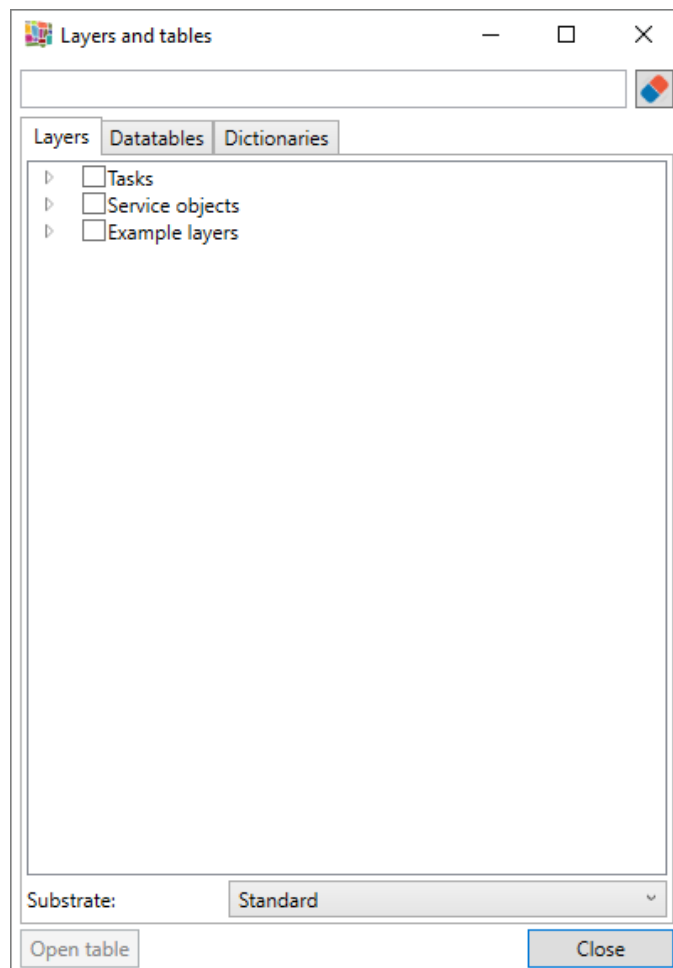 Layers and tables
Layers Datatables Dictionaries
Tasks
Service objects
Example layers
Substrate: Standard
Open table Close